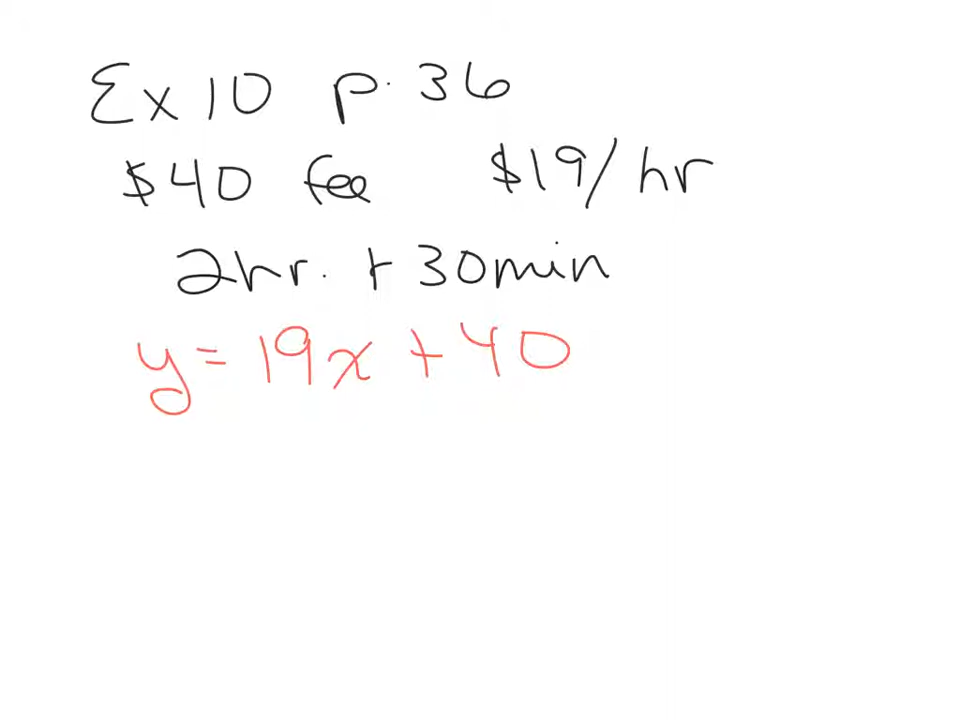 Ex 10 p. 36
$40 fee $19/hr
2hr. + 30min
y = 19x + 40